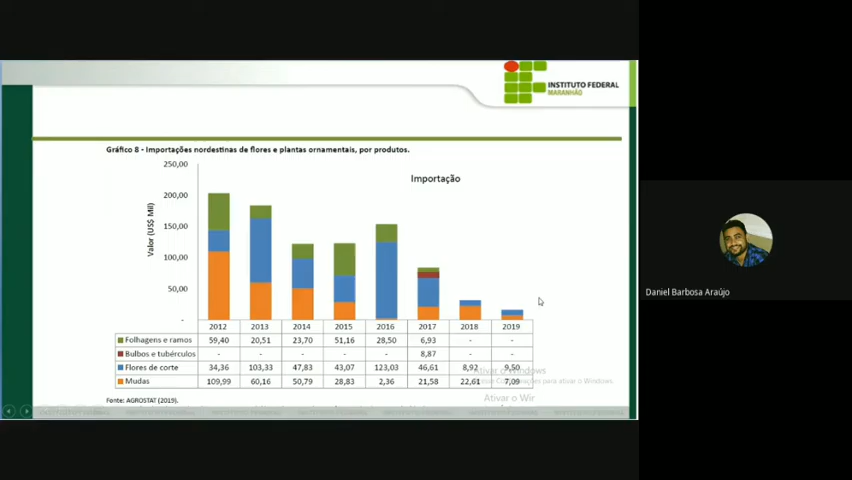 INSTITUTO FEDERAL
MARANHÃO
Gráfico 8 - Importações nordestinas de flores e plantas ornamentais, por produtos.
Importação
Valor (US$ Mil)
250,00
200,00
150,00
100,00
50,00
-
2012 2013 2014 2015 2016 2017 2018 2019
Folhagens e ramos 59,40 20,51 23,70 51,16 28,50 6,93 - -
Bulbos e tubérculos - - - - - 8,87 - -
Flores de corte 34,36 103,33 47,83 43,07 123,03 46,61 8,92 9,50
Mudas 109,99 60,16 50,79 28,83 2,36 21,58 22,61 7,09
Ativar o Windows
Configurações para ativar o Windows.
Ativar o Wir
Fonte: AGROSTAT (2019).
Daniel Barbosa Araújo